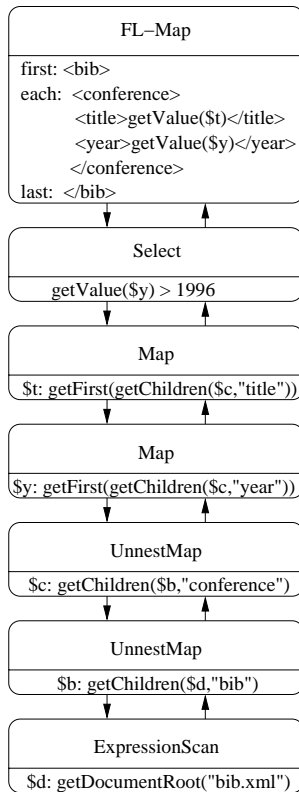 FL–Map
first: <bib>
each: <conference>
<title>getValue($t)</title>
<year>getValue($y)</year>
</conference>
last: </bib>
Select
getValue($y) > 1996
Map
$t: getFirst(getChildren($c,"title"))
Map
$y: getFirst(getChildren($c,"year"))
UnnestMap
$c: getChildren($b,"conference")
UnnestMap
$b: getChildren($d,"bib")
ExpressionScan
$d: getDocumentRoot("bib.xml")